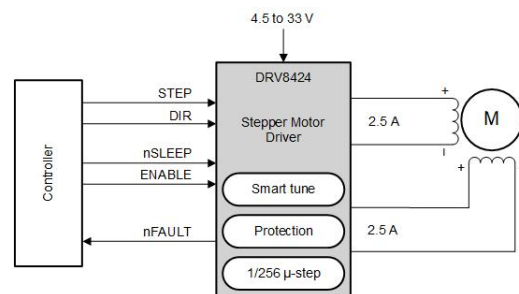 4.5 to 33 V
DRV8424
Stepper Motor
Driver
Controller
STEP
DIR
nSLEEP
ENABLE
nFAULT
Smart tune
Protection
1/256 µ-step
+
2.5 A
–
M
+
2.5 A